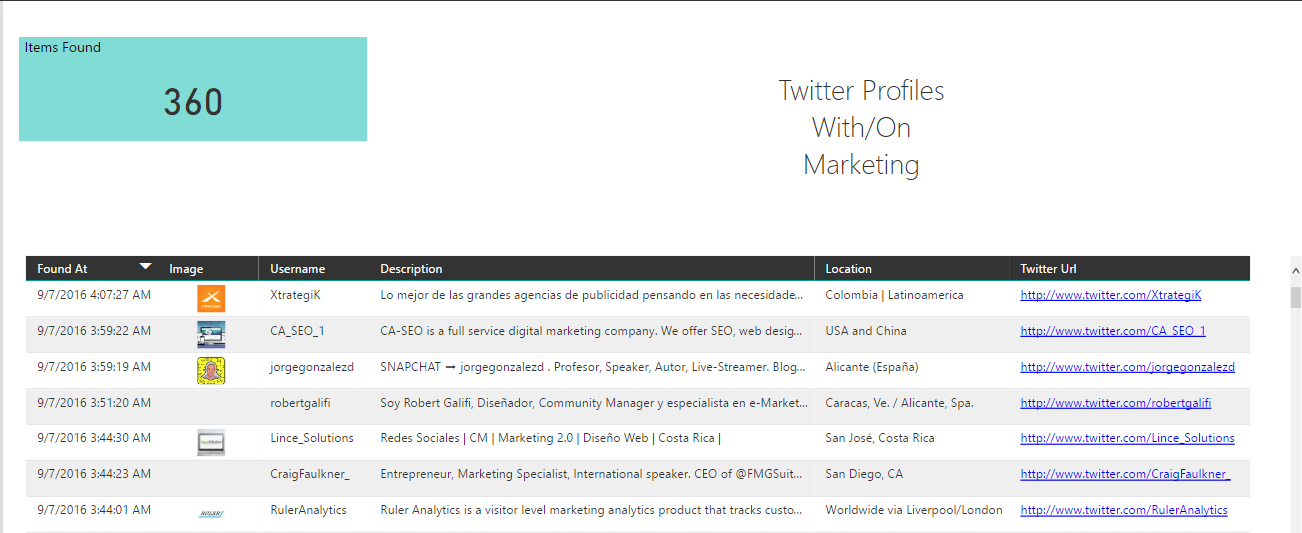 Items Found
360
Twitter Profiles
With/On
Marketing
Found At Image Username Description Location Twitter Url
9/7/2016 4:07:27 AM XtrategiK Lo mejor de las grandes agencias de publicidad pensando en las necesidade... Colombia | Latinoamerica http://www.twitter.com/XtrategiK
9/7/2016 3:59:22 AM CA_SEO_1 CA-SEO is a full service digital marketing company. We offer SEO, web desig... USA and China http://www.twitter.com/CA_SEO_1
9/7/2016 3:59:19 AM jorgegonzalezd SNAPCHAT ➞ jorgegonzalezd . Profesor, Speaker, Autor, Live-Streamer. Blog... Alicante (España) http://www.twitter.com/jorgegonzalezd
9/7/2016 3:51:20 AM robertgalifi Soy Robert Galifi, Diseñador, Community Manager y especialista en e-Market... Caracas, Ve. / Alicante, Spa. http://www.twitter.com/robertgalifi
9/7/2016 3:44:30 AM Lince_Solutions Redes Sociales | CM | Marketing 2.0 | Diseño Web | Costa Rica | San José, Costa Rica http://www.twitter.com/Lince_Solutions
9/7/2016 3:44:23 AM CraigFaulkner_ Entrepreneur, Marketing Specialist, International speaker. CEO of @FMGSuit... San Diego, CA http://www.twitter.com/CraigFaulkner_
9/7/2016 3:44:01 AM RULER RulerAnalytics Ruler Analytics is a visitor level marketing analytics product that tracks custo... Worldwide via Liverpool/London http://www.twitter.com/RulerAnalytics